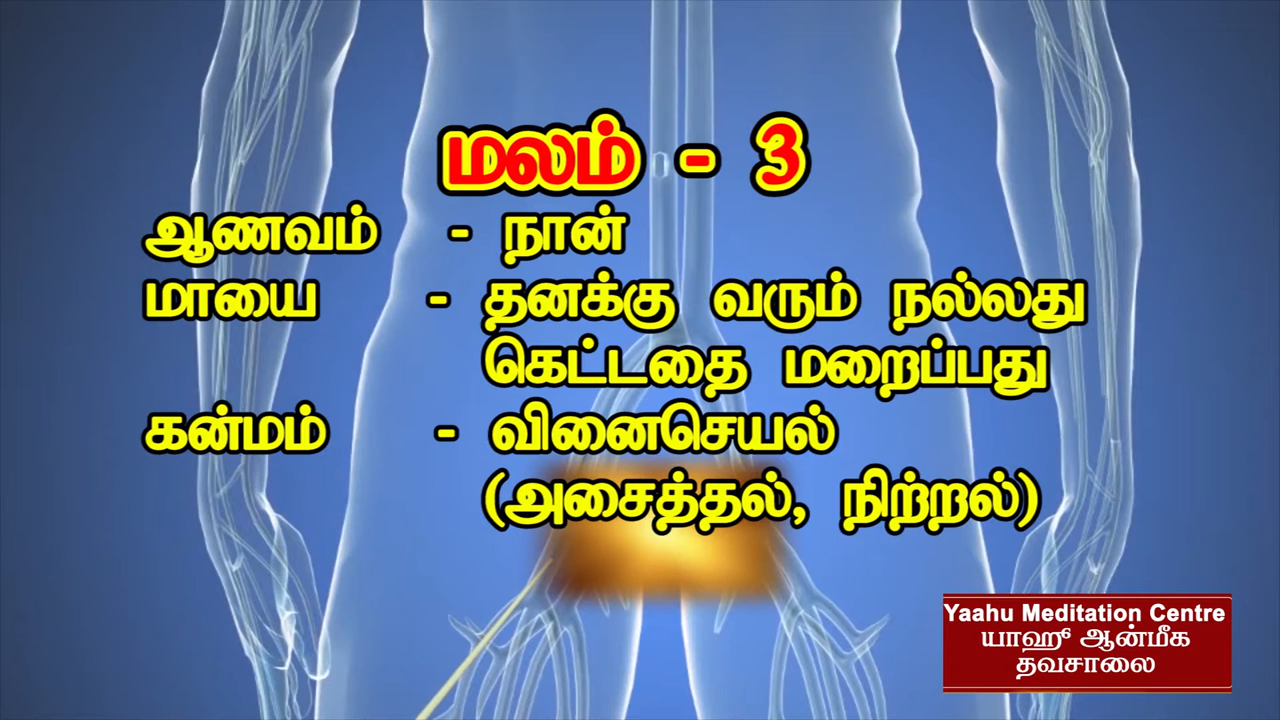 மலம் - 3
ஆணவம் - நான்
மாயை - தனக்கு வரும் நல்லது
கெட்டதை மறைப்பது
கன்மம் - வினைசெயல்
(அசைத்தல், நிற்றல்)
Yaahu Meditation Centre
யாஹூ ஆன்மீக
தவசாலை